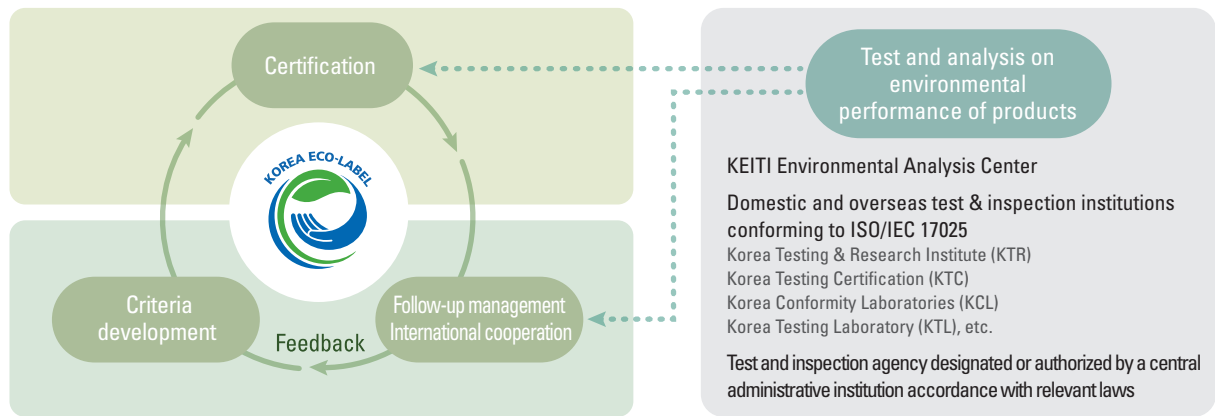 Certification
KOREA ECO-LABEL
Criteria
development
Feedback
Follow-up management
International cooperation
Test and analysis on
environmental
performance of products
KEITI Environmental Analysis Center
Domestic and overseas test & inspection institutions
conforming to ISO/IEC 17025
Korea Testing & Research Institute (KTR)
Korea Testing Certification (KTC)
Korea Conformity Laboratories (KCL)
Korea Testing Laboratory (KTL), etc.
Test and inspection agency designated or authorized by a central
administrative institution accordance with relevant laws